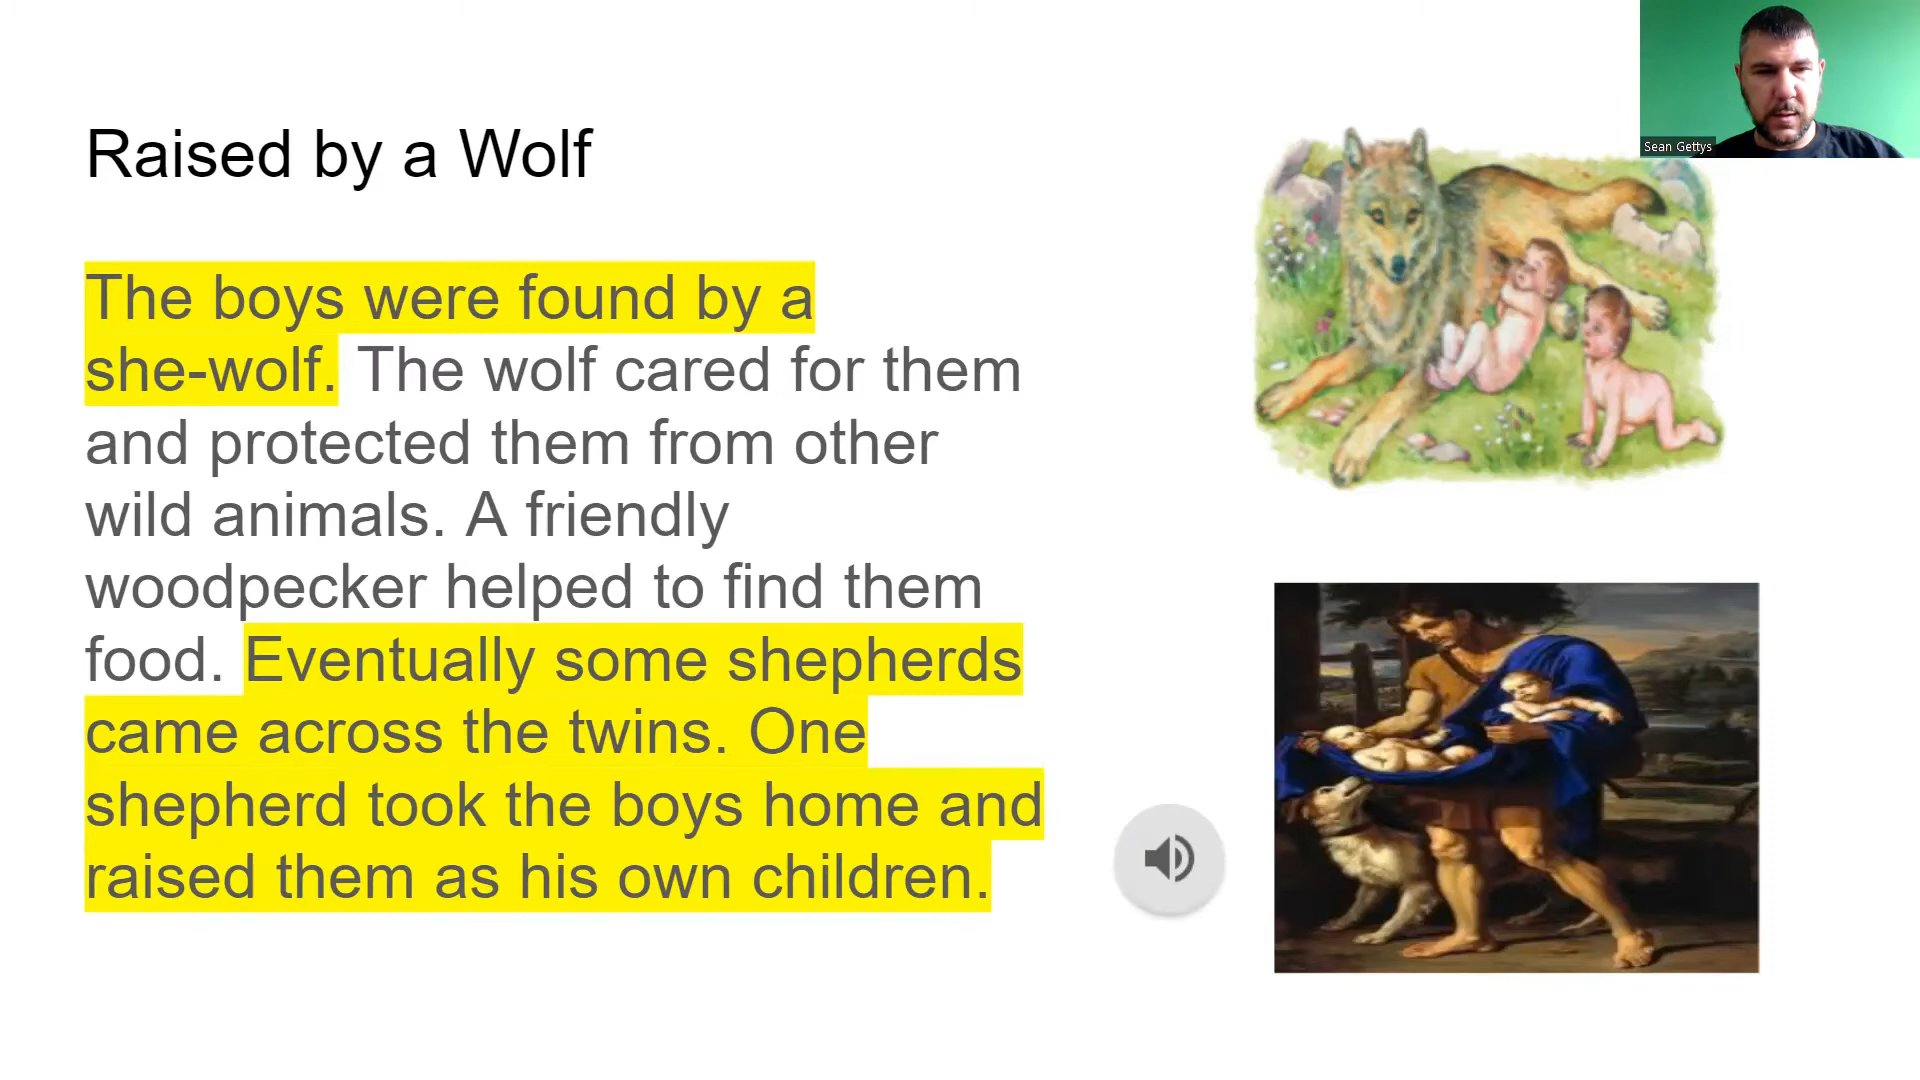 Raised by a Wolf
The boys were found by a
she-wolf. The wolf cared for them
and protected them from other
wild animals. A friendly
woodpecker helped to find them
food. Eventually some shepherds
came across the twins. One
shepherd took the boys home and
raised them as his own children.
Sean Gettys